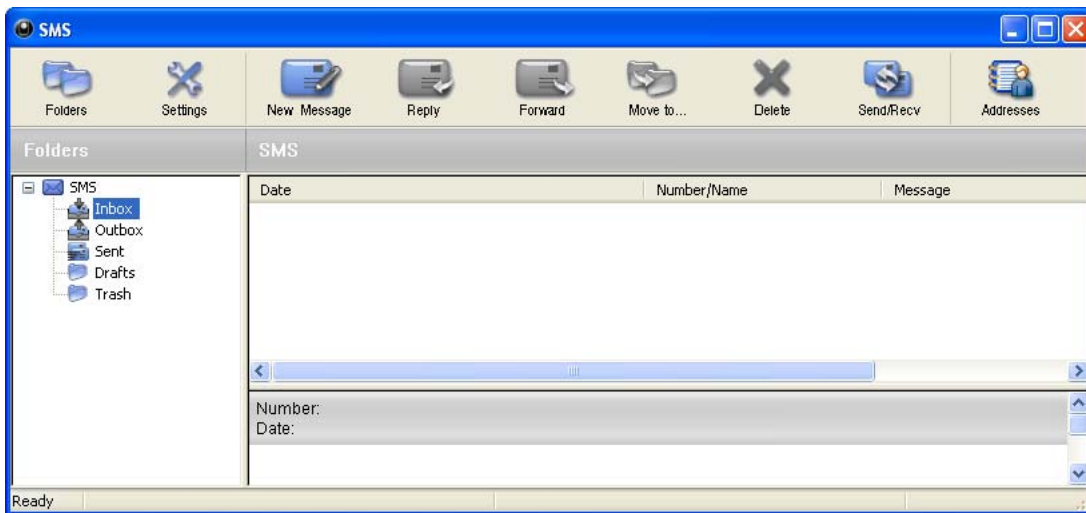 SMS
Folders Settings New Message Reply Forward Move to... Delete Send/Recv Addresses
Folders SMS
SMS
Inbox
Outbox
Sent
Drafts
Trash
Date Number/Name Message
Number:
Date:
Ready